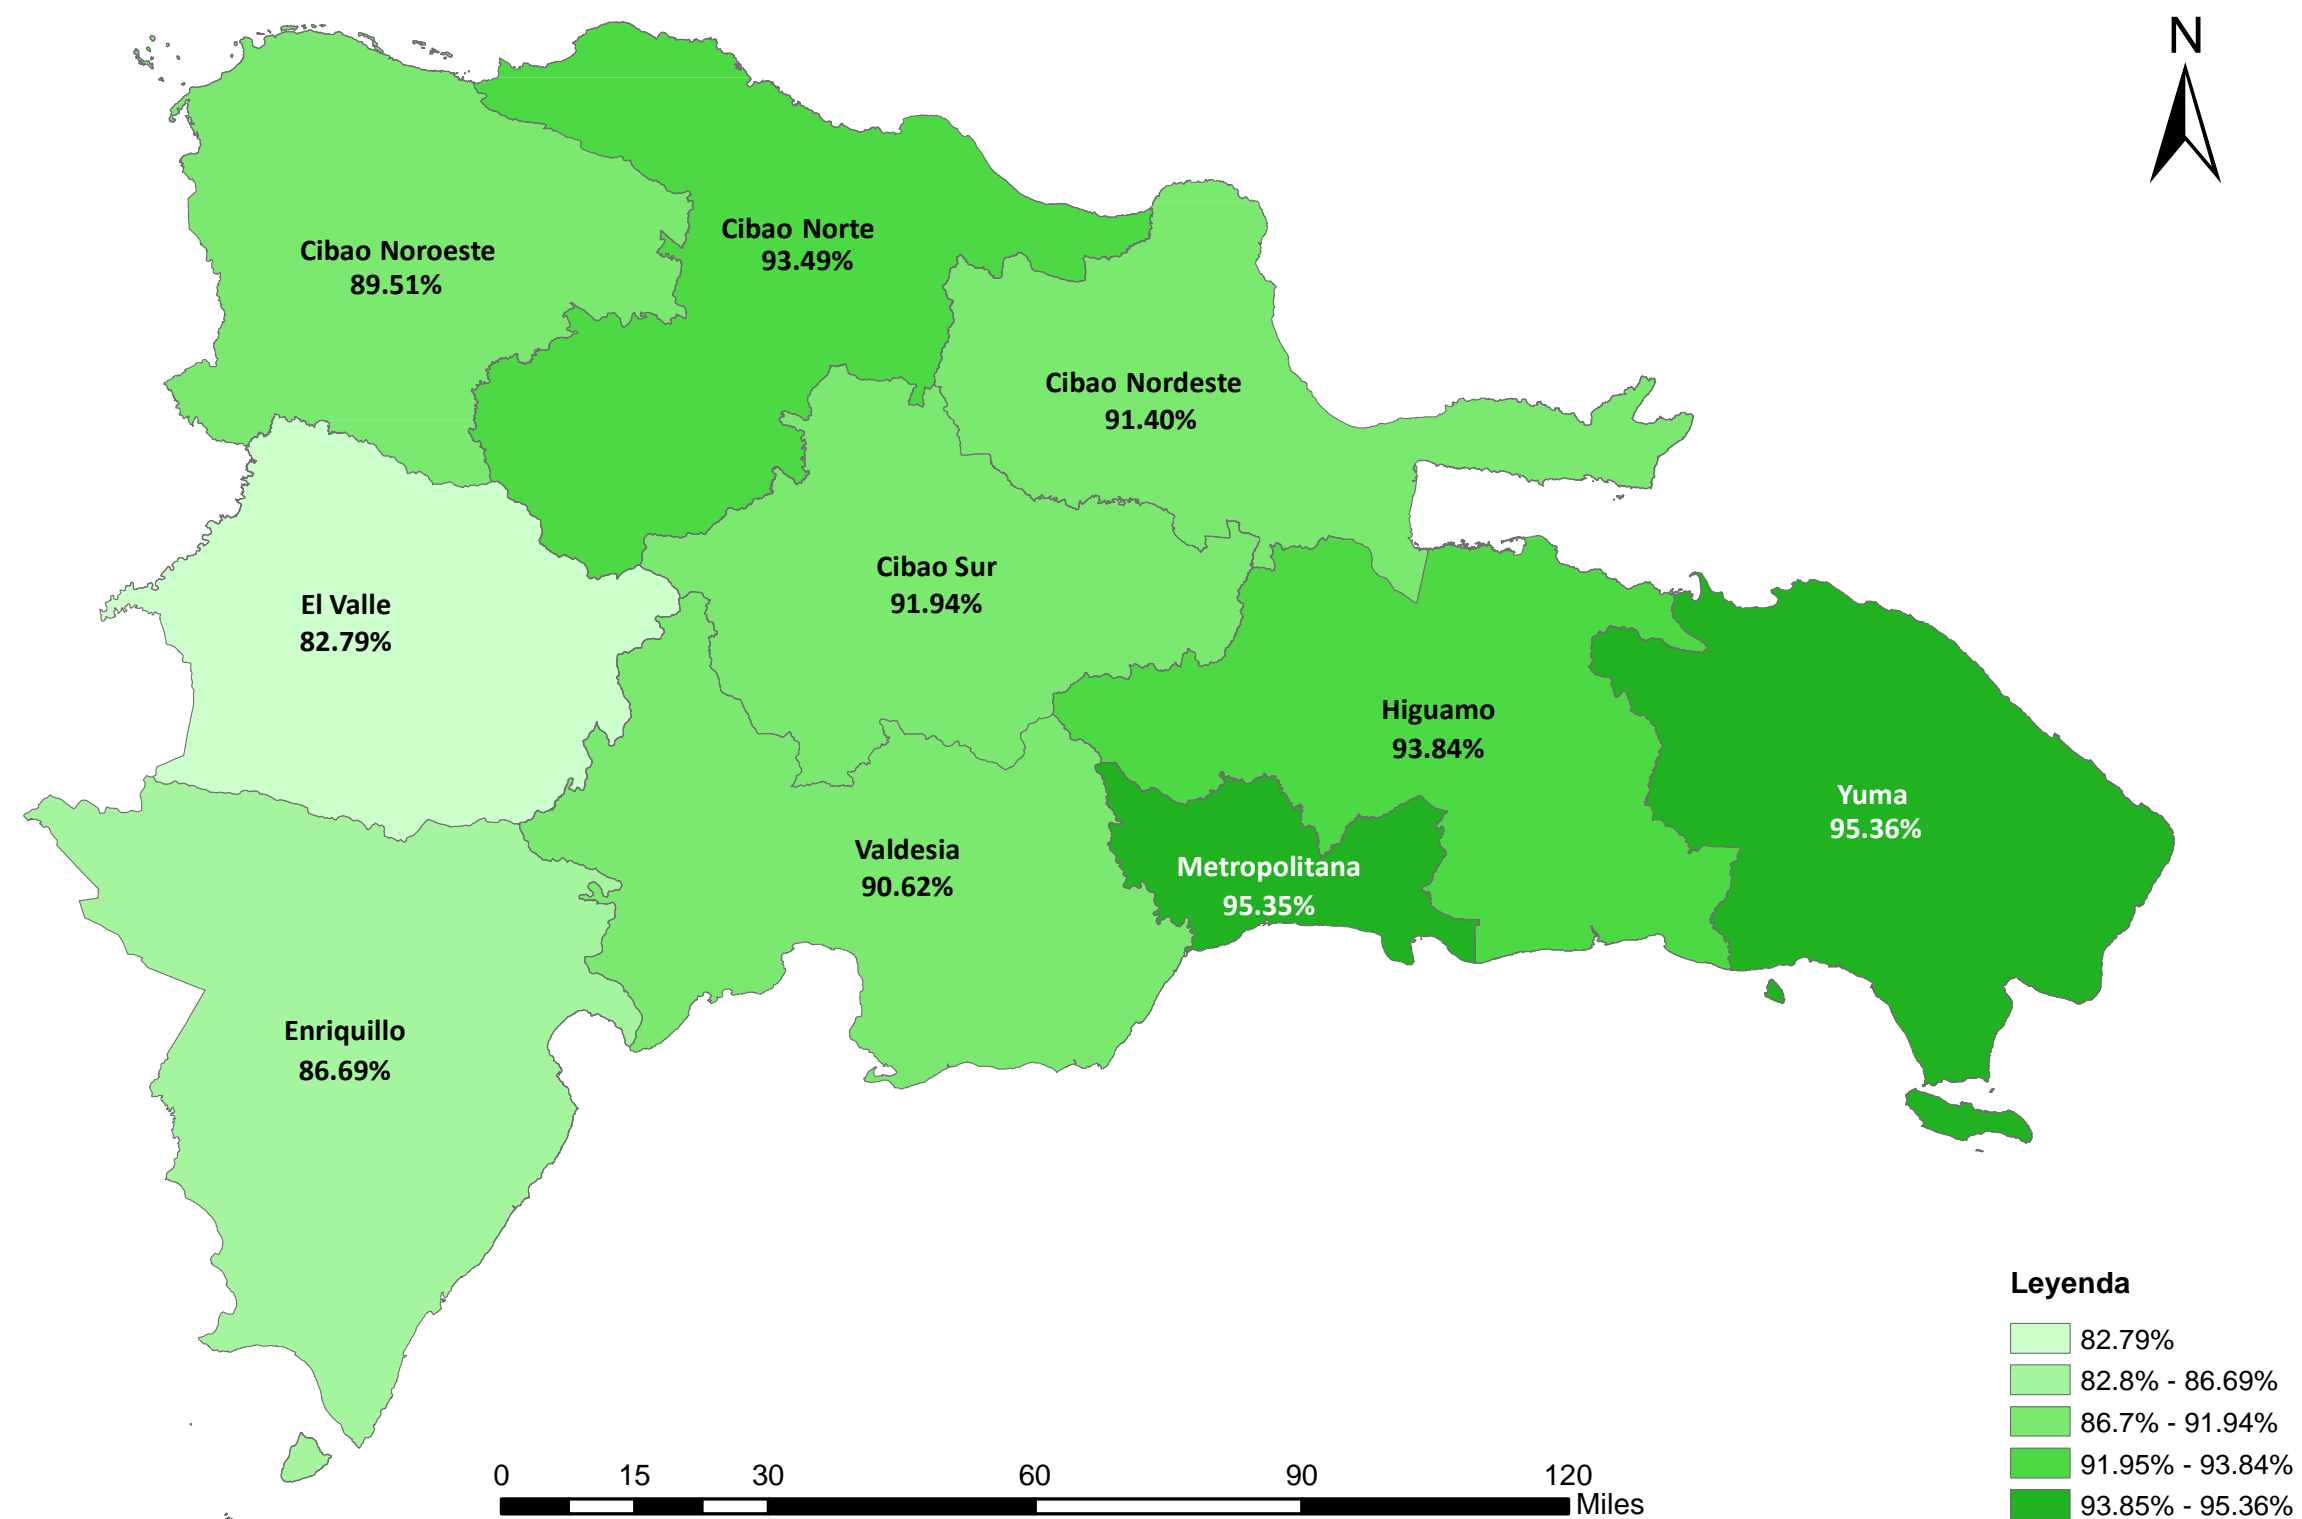 N
Cibao Norte
93.49%
Cibao Noroeste
89.51%
Cibao Nordeste
91.40%
Cibao Sur
91.94%
El Valle
82.79%
Higuamo
93.84%
Yuma
95.36%
Valdesia
90.62%
Metropolitana
95.35%
Enriquillo
86.69%
Leyenda
82.79%
82.8% - 86.69%
86.7% - 91.94%
91.95% - 93.84%
93.85% - 95.36%
0 15 30 60 90 120
Miles